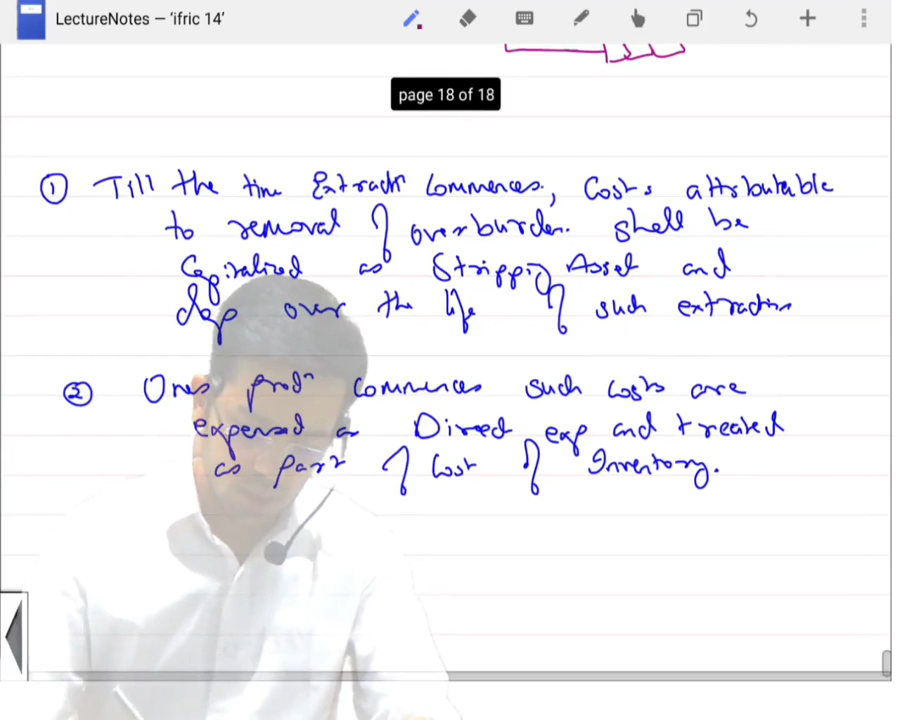 LectureNotes – 'ifric 14'
page 18 of 18
① Till the time Extractn Commences, Costs attributable
to removal of overburden shall be
Capitalized as Stripping Asset and
dep over the life of such extraction
② Once prodn commences such costs are
expensed as Direct exp and treated
as part of Cost of Inventory.